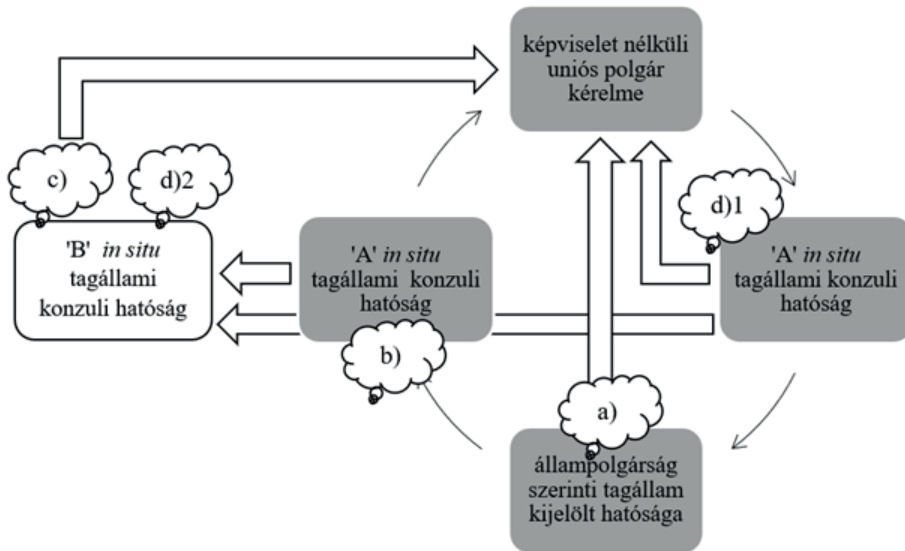 képviselet nélküli
uniós polgár
kérelme
c)
d)2
d)1
'B' in situ
tagállami
konzuli hatóság
'A' in situ
tagállami konzuli
hatóság
'A' in situ
tagállami konzuli
hatóság
b)
a)
állampolgárság
szerinti tagállam
kijelölt hatósága